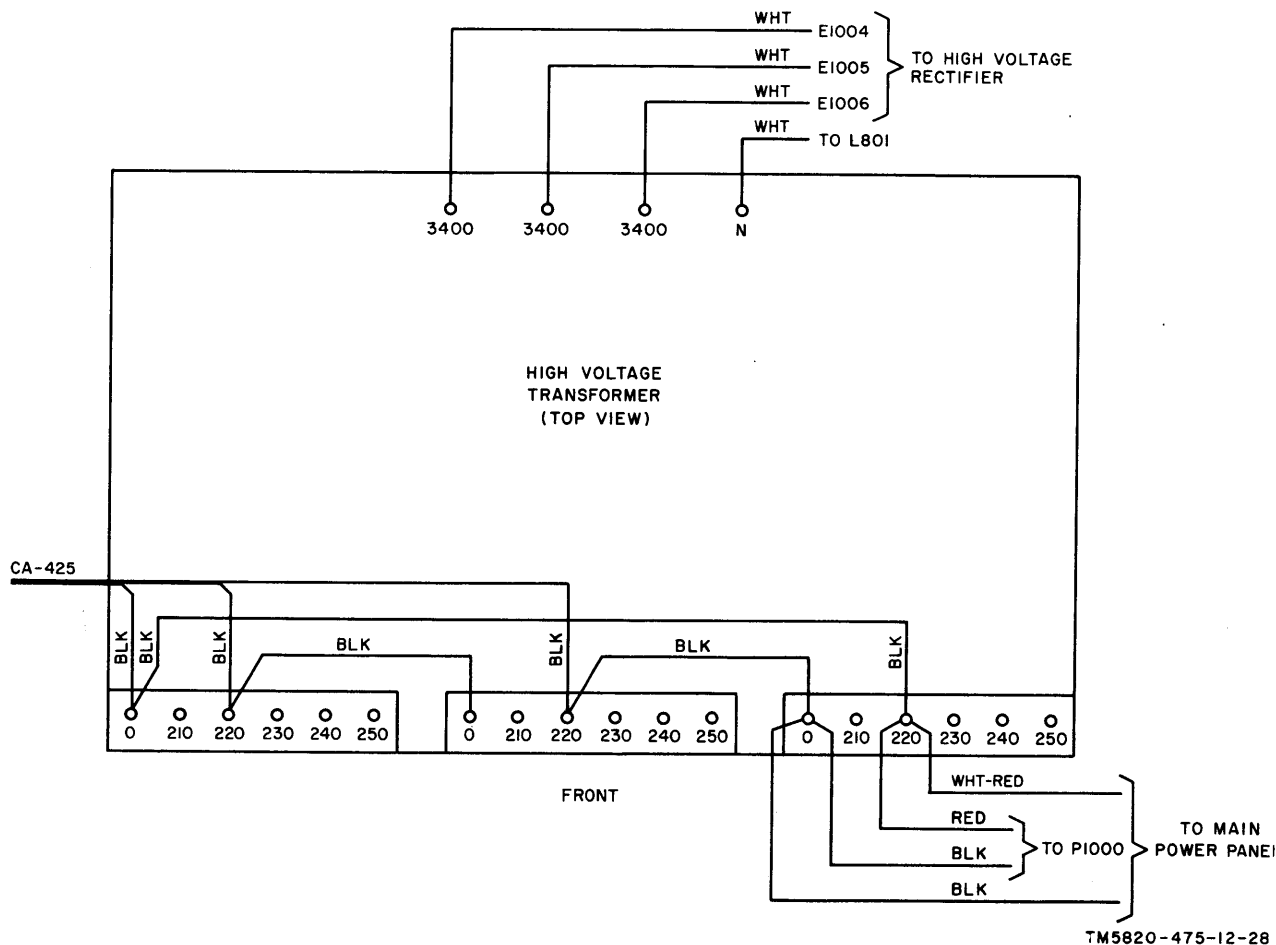 WHT E1004
WHT E1005
WHT E1006
TO HIGH VOLTAGE
RECTIFIER
WHT TO L801
3400 3400 3400 N
HIGH VOLTAGE
TRANSFORMER
(TOP VIEW)
CA-425
BLK BLK BLK BLK BLK BLK BLK
0 210 220 230 240 250
0 210 220 230 240 250
0 210 220 230 240 250
FRONT
WHT-RED
RED
BLK
TO P1000
BLK
TO MAIN
POWER PANEL
TM5820-475-12-28